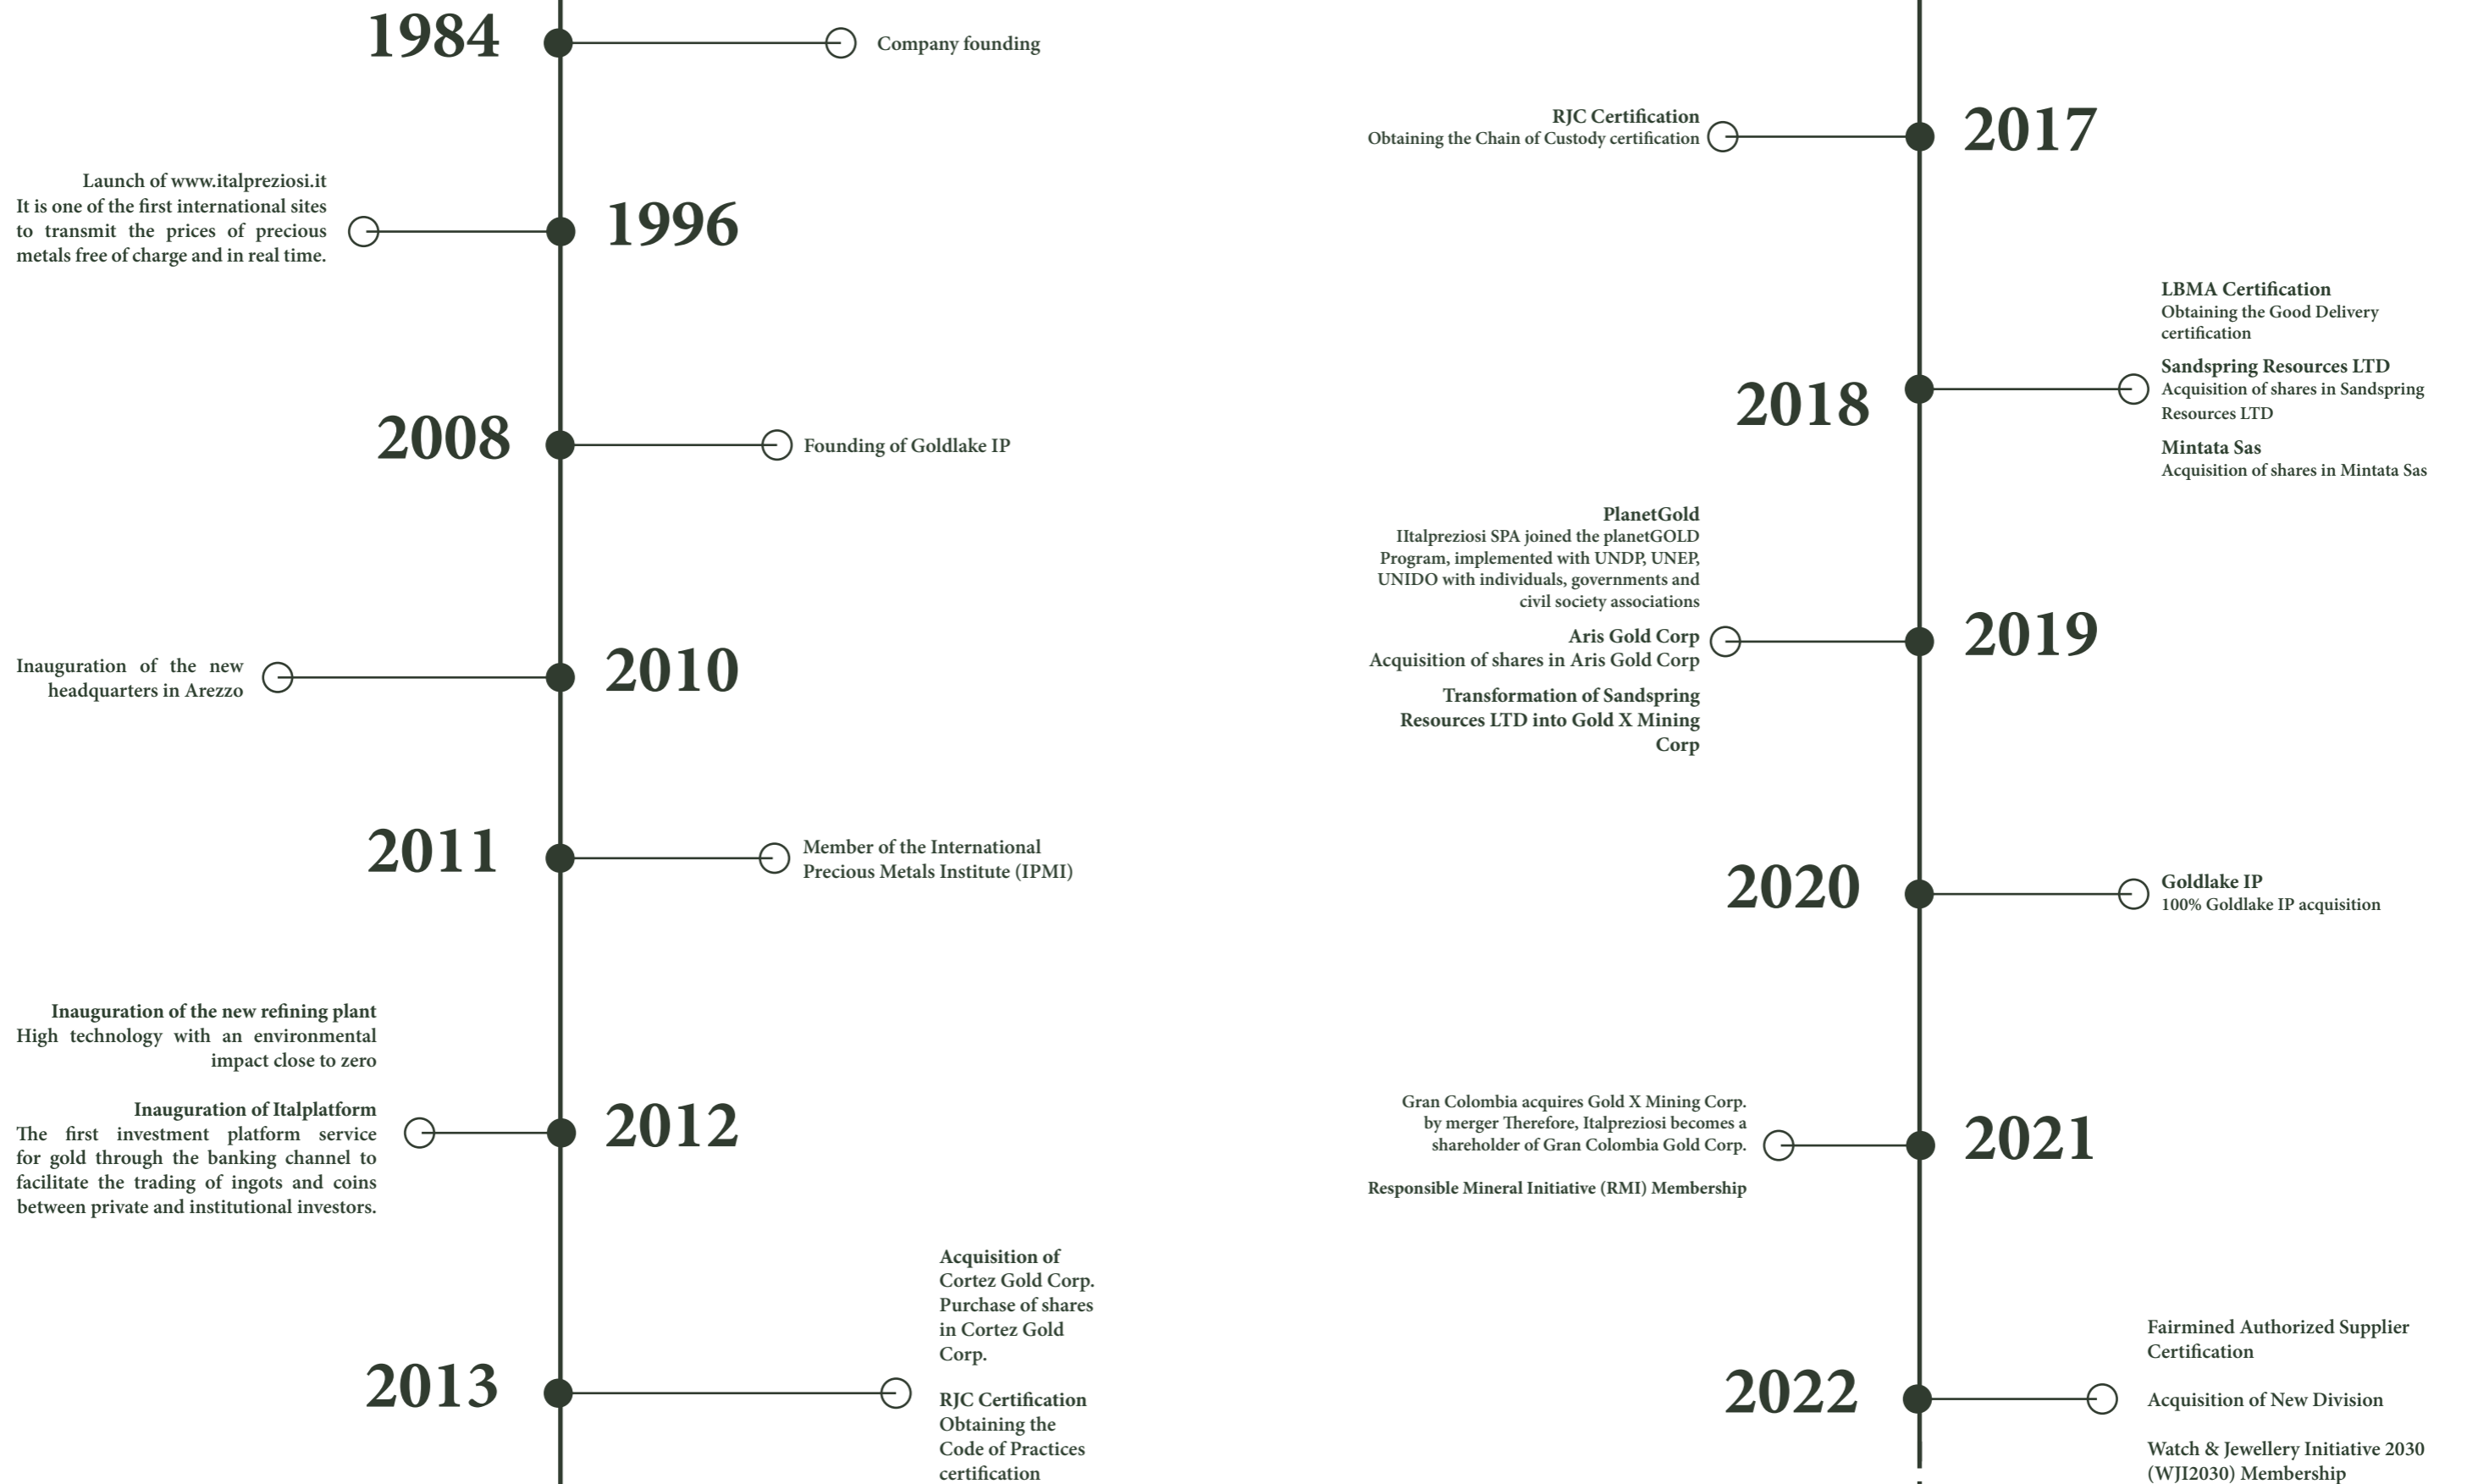 1984
Company founding
Launch of www.italpreziosi.it
It is one of the first international sites
to transmit the prices of precious
metals free of charge and in real time.
1996
2008
Founding of Goldlake IP
Inauguration of the new
headquarters in Arezzo
2010
2011
Member of the International
Precious Metals Institute (IPMI)
Inauguration of the new refining plant
High technology with an environmental
impact close to zero
Inauguration of Italplatform
The first investment platform service
for gold through the banking channel to
facilitate the trading of ingots and coins
between private and institutional investors.
2012
2013
Acquisition of
Cortez Gold Corp.
Purchase of shares
in Cortez Gold
Corp.
RJC Certification
Obtaining the
Code of Practices
certification
RJC Certification
Obtaining the Chain of Custody certification
2017
2018
LBMA Certification
Obtaining the Good Delivery
certification
Sandspring Resources LTD
Acquisition of shares in Sandspring
Resources LTD
Mintata Sas
Acquisition of shares in Mintata Sas
PlanetGold
IItalpreziosi SPA joined the planetGOLD
Program, implemented with UNDP, UNEP,
UNIDO with individuals, governments and
civil society associations
Aris Gold Corp
Acquisition of shares in Aris Gold Corp
Transformation of Sandspring
Resources LTD into Gold X Mining
Corp
2019
2020
Goldlake IP
100% Goldlake IP acquisition
Gran Colombia acquires Gold X Mining Corp.
by merger Therefore, Italpreziosi becomes a
shareholder of Gran Colombia Gold Corp.
Responsible Mineral Initiative (RMI) Membership
2021
2022
Fairmined Authorized Supplier
Certification
Acquisition of New Division
Watch & Jewellery Initiative 2030
(WJI2030) Membership